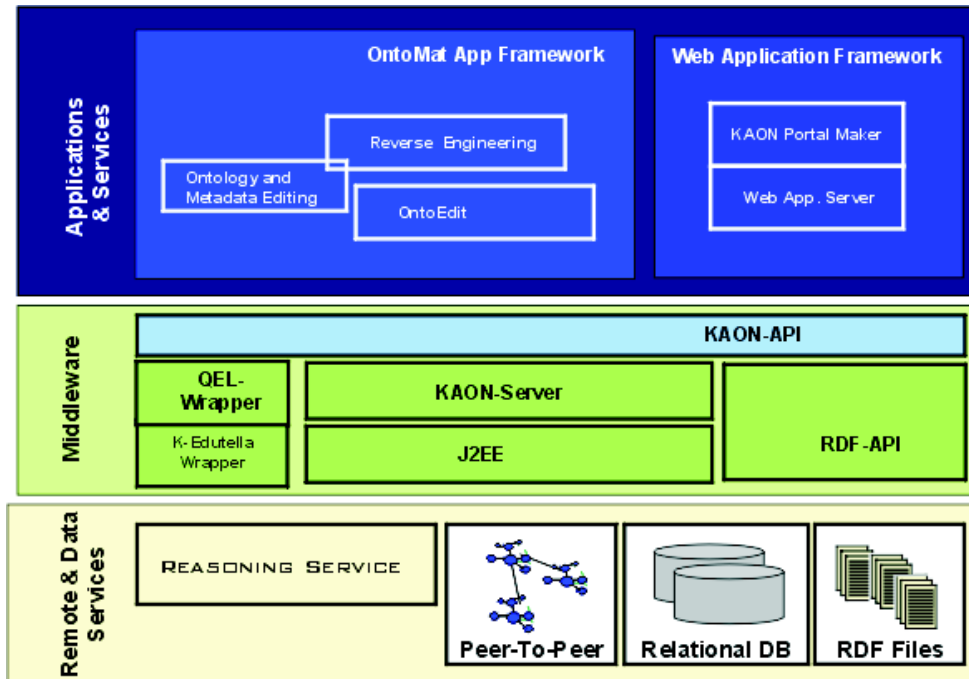 Applications
& Services
OntoMat App Framework
Reverse Engineering
Ontology and
Metadata Editing
OntoEdit
Web Application Framework
KAON Portal Maker
Web App. Server
Middleware
KAON-API
QEL-
Wrapper
K-Edutella
Wrapper
KAON-Server
J2EE
RDF-API
Remote & Data
Services
REASONING SERVICE
Peer-To-Peer
Relational DB
RDF Files